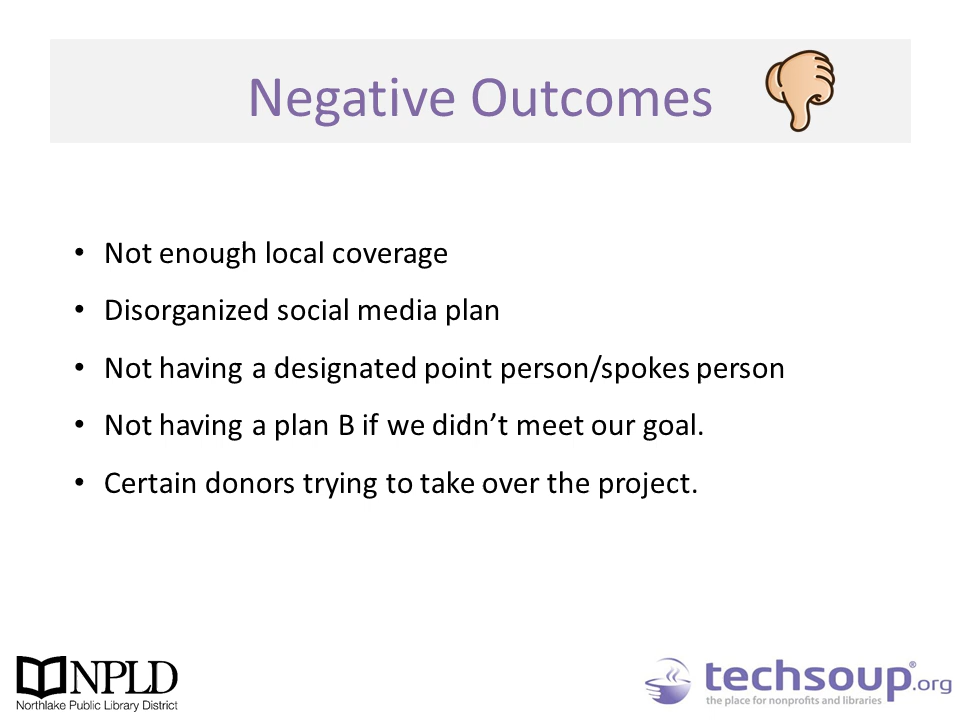 Negative Outcomes
• Not enough local coverage
• Disorganized social media plan
• Not having a designated point person/spokes person
• Not having a plan B if we didn’t meet our goal.
• Certain donors trying to take over the project.
NPLD
Northlake Public Library District
techsoup®.org
the place for nonprofits and libraries